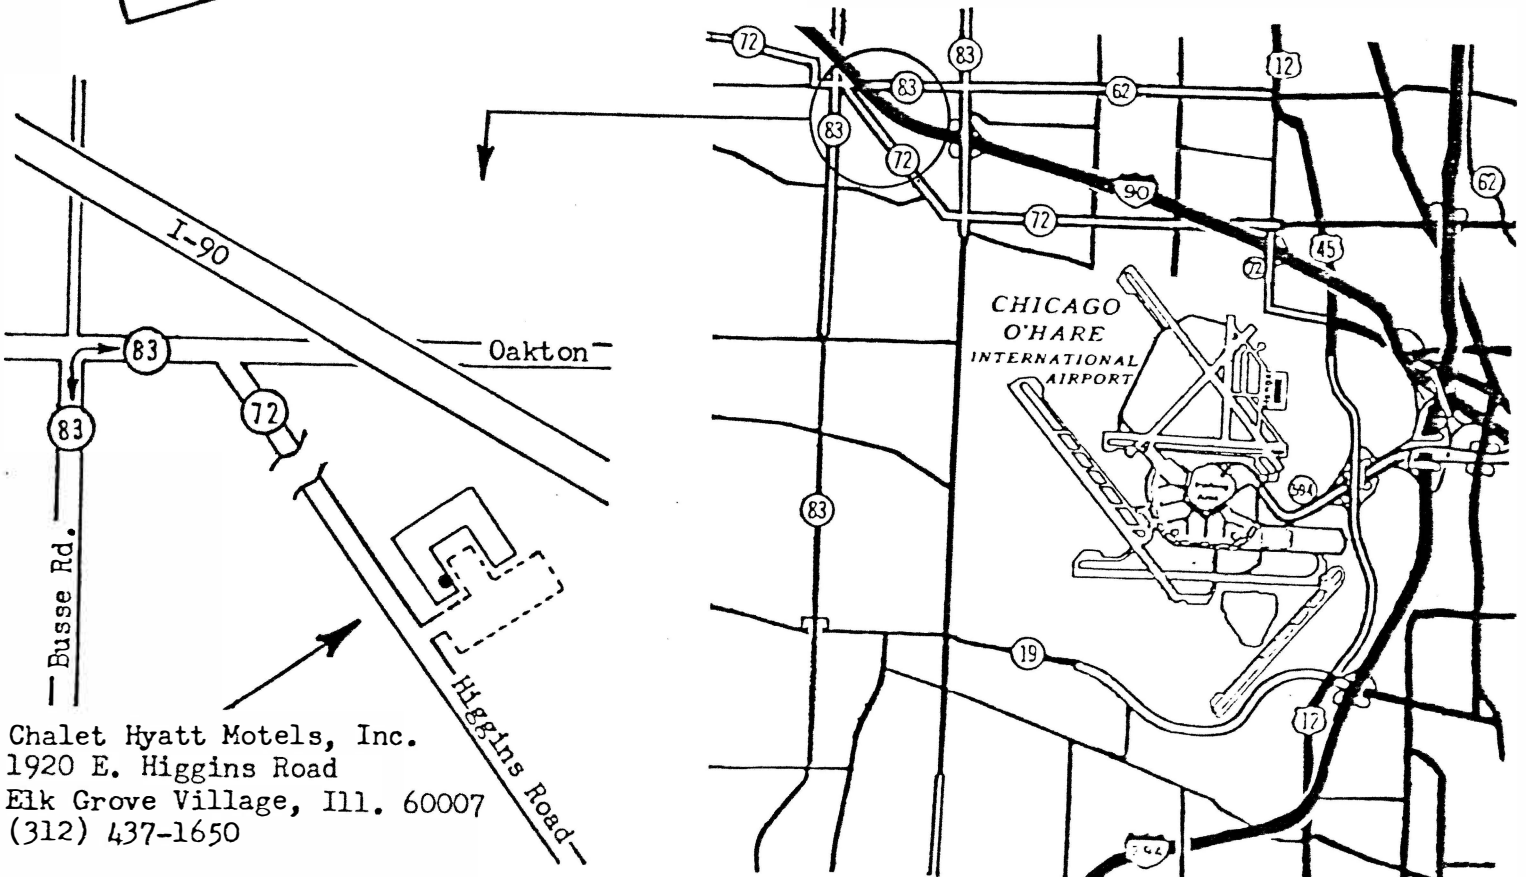 I-90
83
Oakton
72
83
Busse Rd.
Higgins Road
Chalet Hyatt Motels, Inc.
1920 E. Higgins Road
Elk Grove Village, Ill. 60007
(312) 437-1650
72
83
12
83
62
83
72
90
62
72
45
72
CHICAGO
O'HARE
INTERNATIONAL
AIRPORT
594
83
19
12